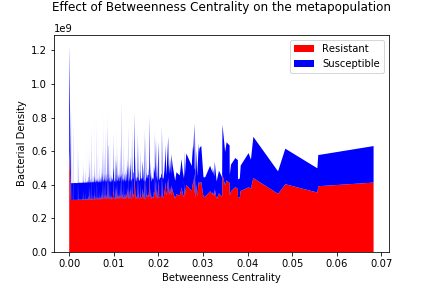 Effect of Betweenness Centrality on the metapopulation
1e9
1.2
1.0
0.8
0.6
0.4
0.2
0.0
Bacterial Density
Resistant
Susceptible
0.00 0.01 0.02 0.03 0.04 0.05 0.06 0.07
Betweenness Centrality